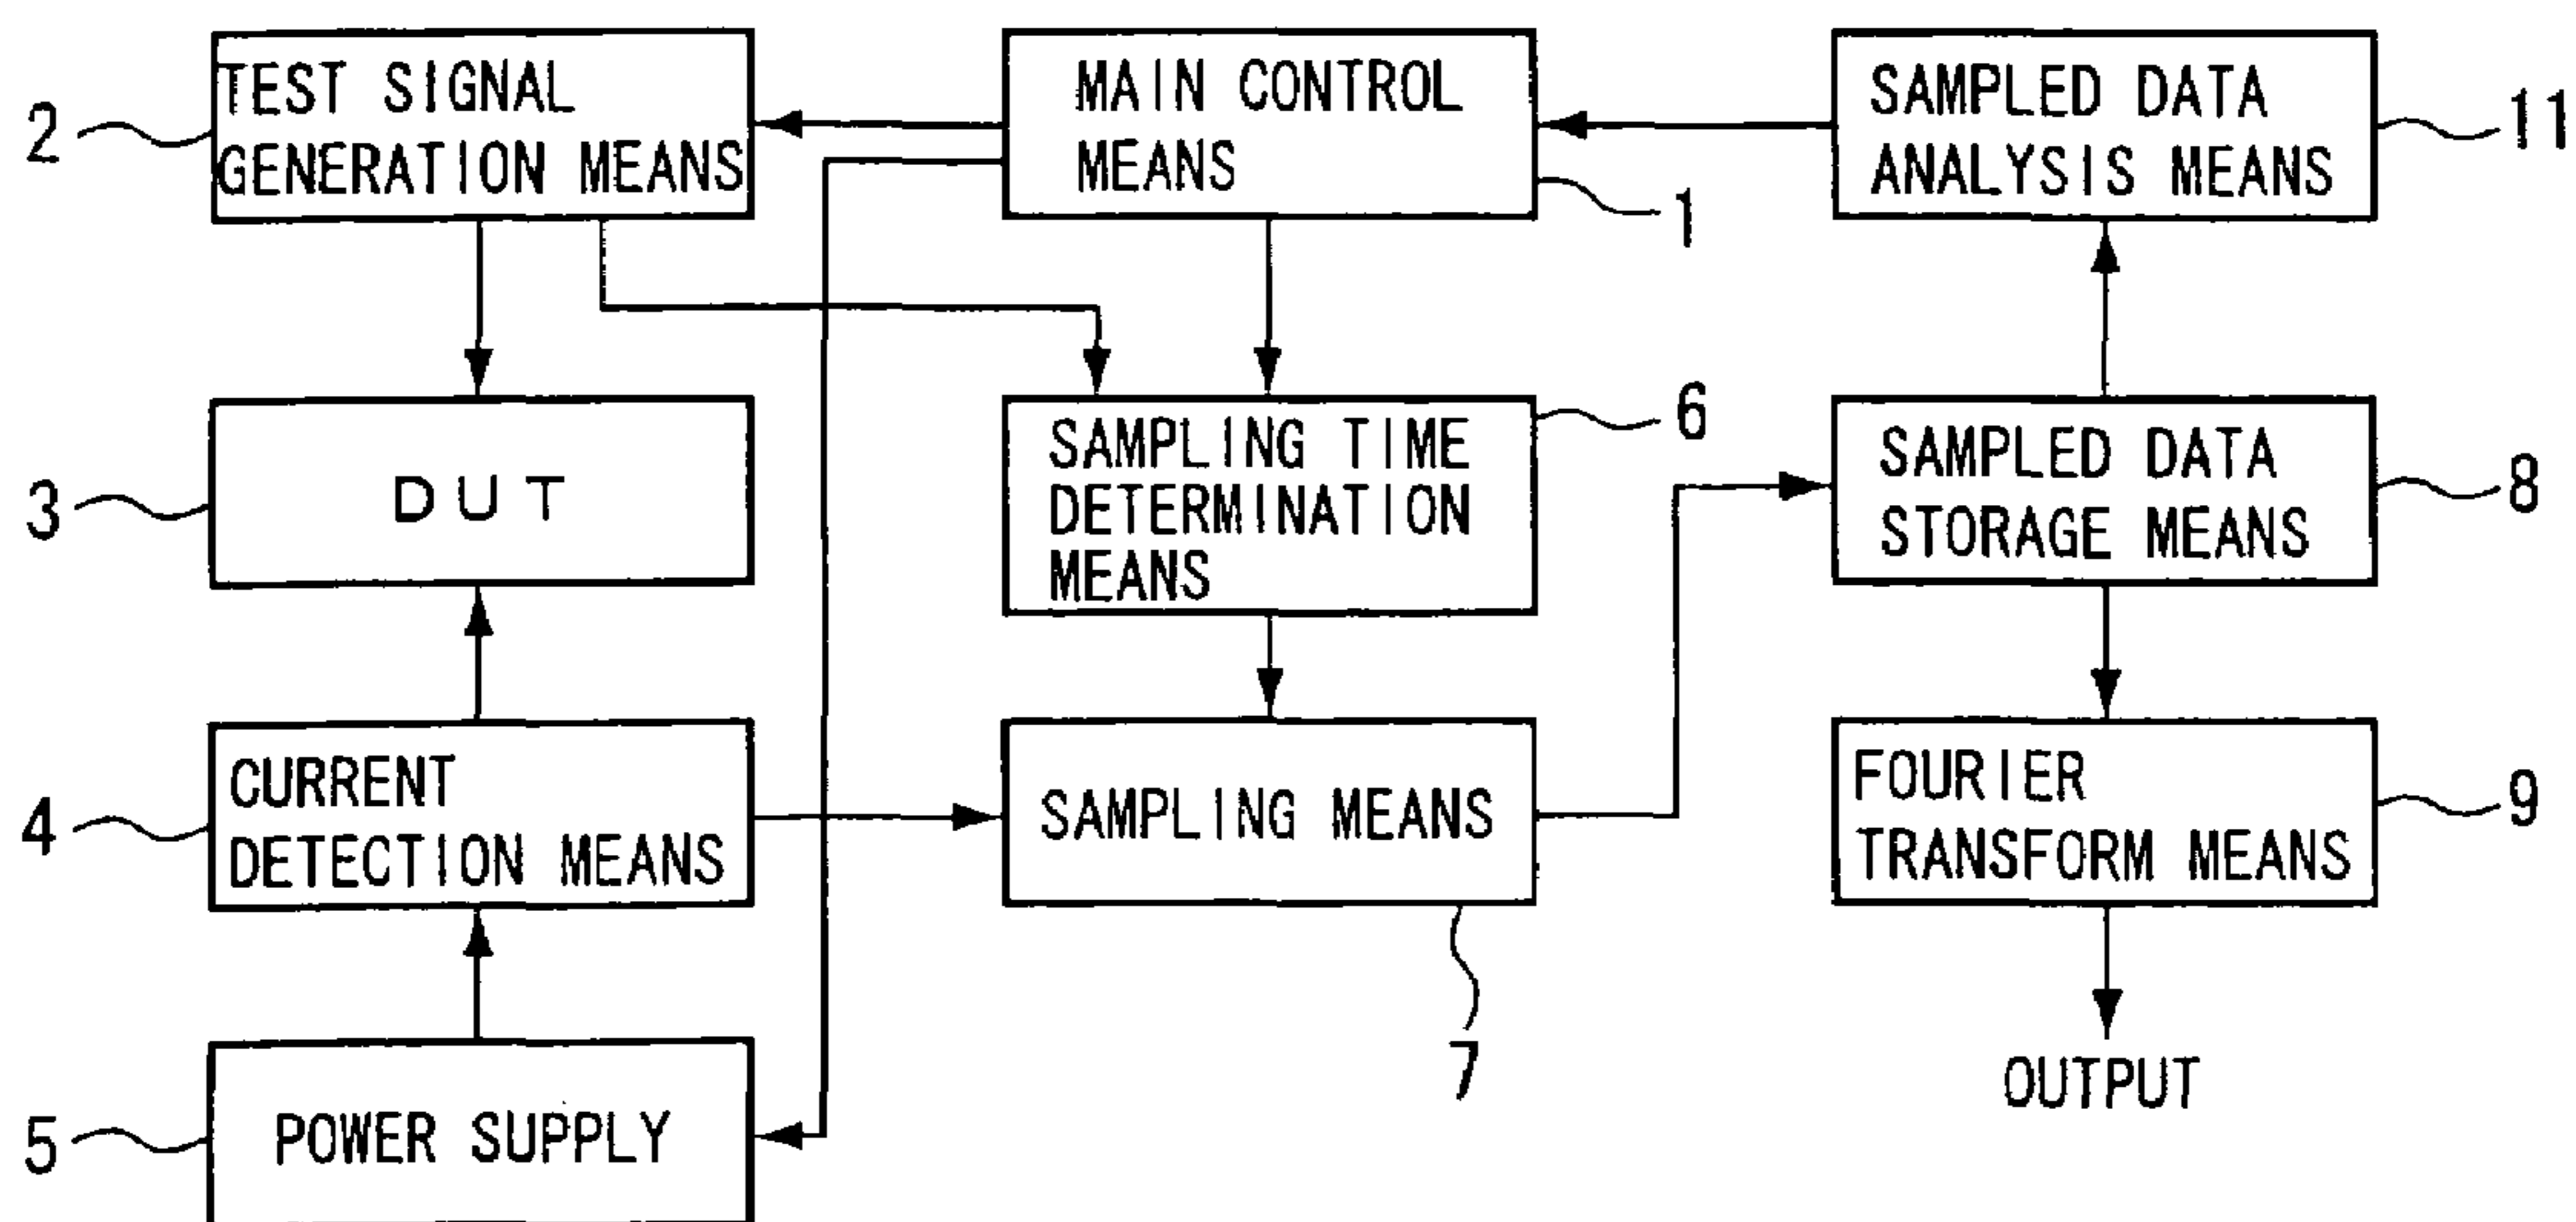 2
TEST SIGNAL
GENERATION MEANS
MAIN CONTROL
MEANS
1
SAMPLED DATA
ANALYSIS MEANS
11
3
DUT
SAMPLING TIME
DETERMINATION
MEANS
6
SAMPLED DATA
STORAGE MEANS
8
4
CURRENT
DETECTION MEANS
SAMPLING MEANS
7
FOURIER
TRANSFORM MEANS
9
5
POWER SUPPLY
OUTPUT